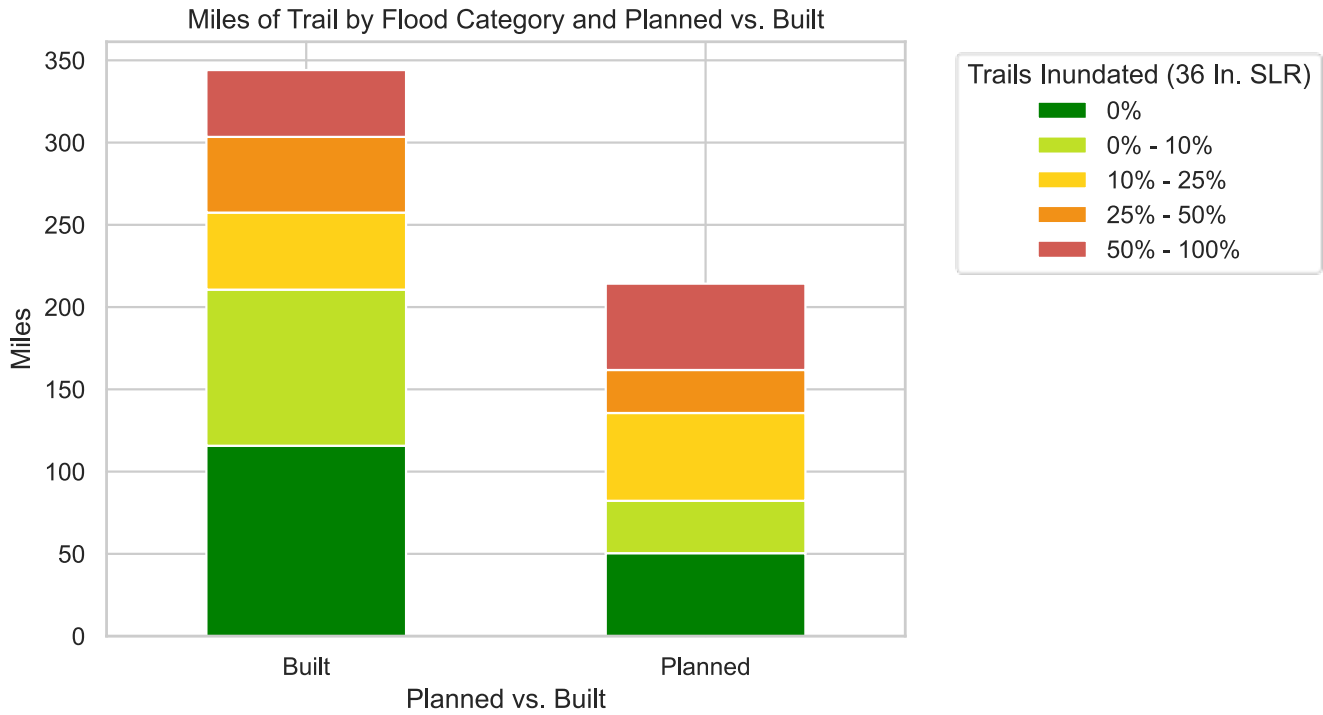 Miles of Trail by Flood Category and Planned vs. Built
Trails Inundated (36 In. SLR)
0%
0% - 10%
10% - 25%
25% - 50%
50% - 100%
Miles
350
300
250
200
150
100
50
0
Built
Planned
Planned vs. Built